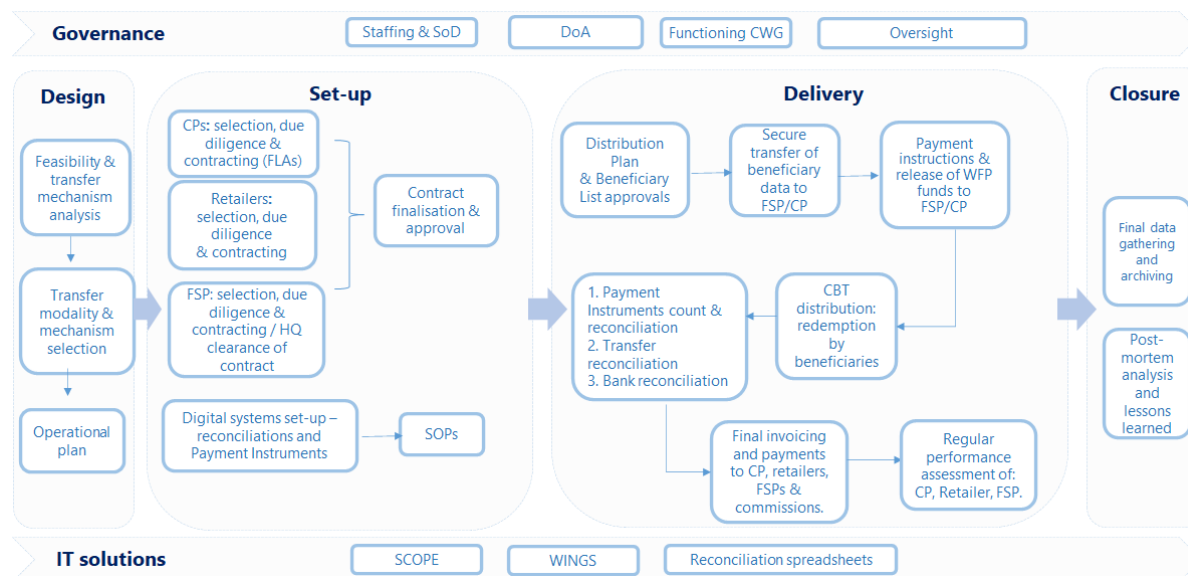 Governance
Staffing & SoD
DoA
Functioning CWG
Oversight
Design
Feasibility &
transfer
mechanism
analysis
Transfer
modality &
mechanism
selection
Operational
plan
Set-up
CPs: selection, due
diligence &
contracting (FLAs)
Retailers:
selection, due
diligence
& contracting
FSP: selection, due
diligence &
contracting / HQ
clearance of
contract
Contract
finalisation &
approval
Digital systems set-up –
reconciliations and
Payment Instruments
SOPs
Delivery
Distribution
Plan
& Beneficiary
List approvals
Secure
transfer of
beneficiary
data to
FSP/CP
Payment
instructions &
release of WFP
funds to
FSP/CP
CBT
distribution:
redemption
by
beneficiaries
1. Payment
Instruments count &
reconciliation
2. Transfer
reconciliation
3. Bank reconciliation
Final invoicing
and payments
to CP, retailers,
FSPs &
commissions.
Regular
performance
assessment of:
CP, Retailer, FSP.
Closure
Final data
gathering
and
archiving
Post-
mortem
analysis
and
lessons
learned
IT solutions
SCOPE
WINGS
Reconciliation spreadsheets